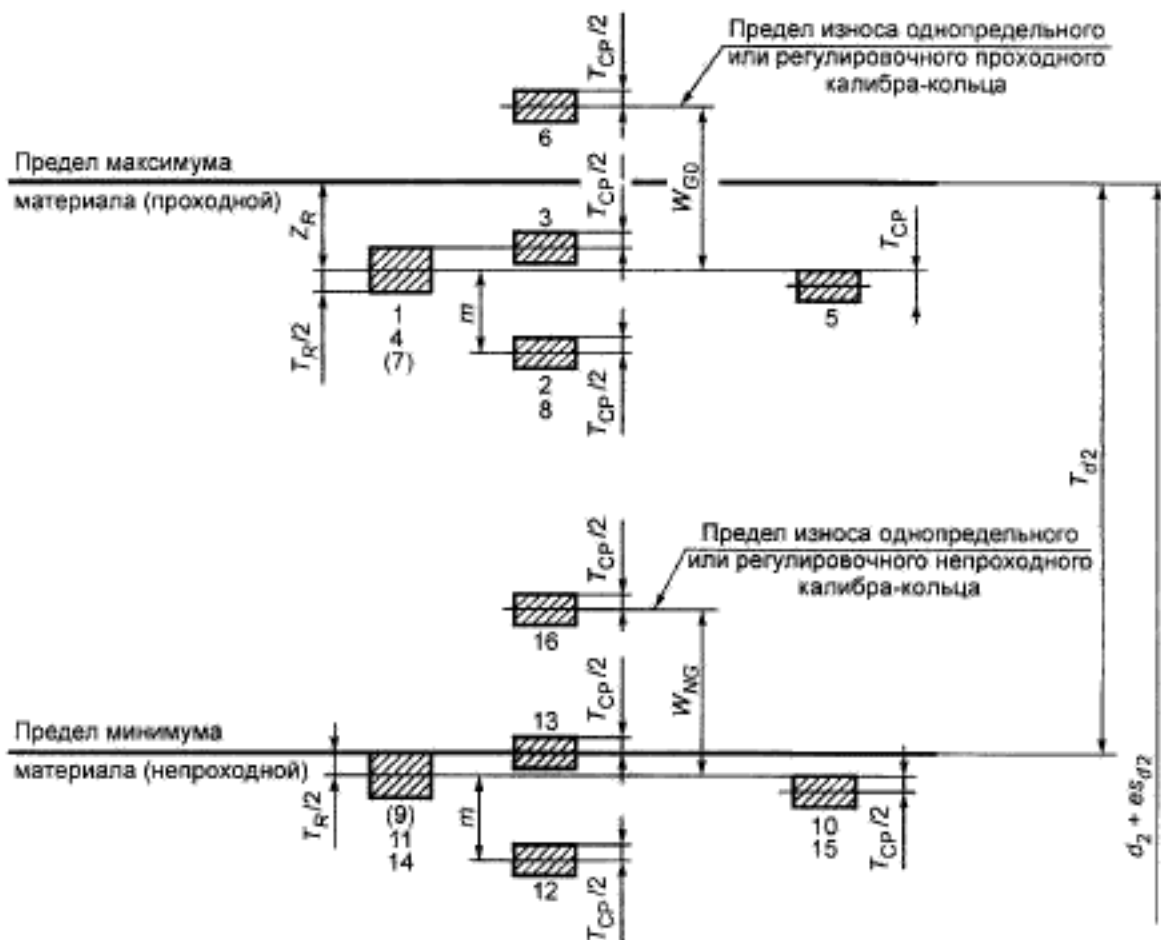 T_CP/2
Предел износа однопредельного
или регулировочного проходного
калибра-кольца
6
Предел максимума
материала (проходной)
T_CP/2
W_G0
Z_R
3
T_CP
1
4
(7)
m
5
T_R/2
2
8
T_CP/2
T_d2
T_CP/2
Предел износа однопредельного
или регулировочного непроходного
калибра-кольца
16
T_CP/2
W_NG
13
Предел минимума
материала (непроходной)
T_R/2
(9)
11
14
m
10
15
T_CP/2
12
T_CP/2
d_2 + es_d2